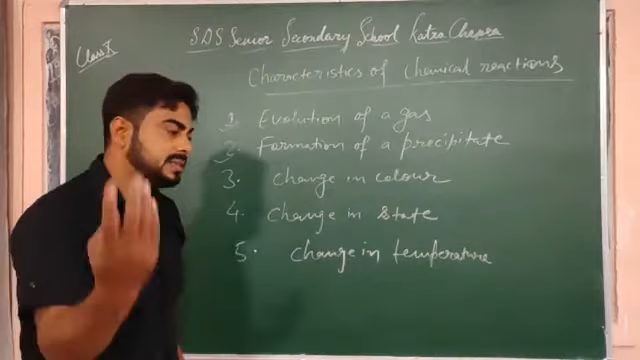 SDS Senior Secondary School Katra Chapra
Class X
Characteristics of chemical reactions
1. Evolution of a gas
2. Formation of a precipitate
3. change in colour
4. change in state
5. change in temperature